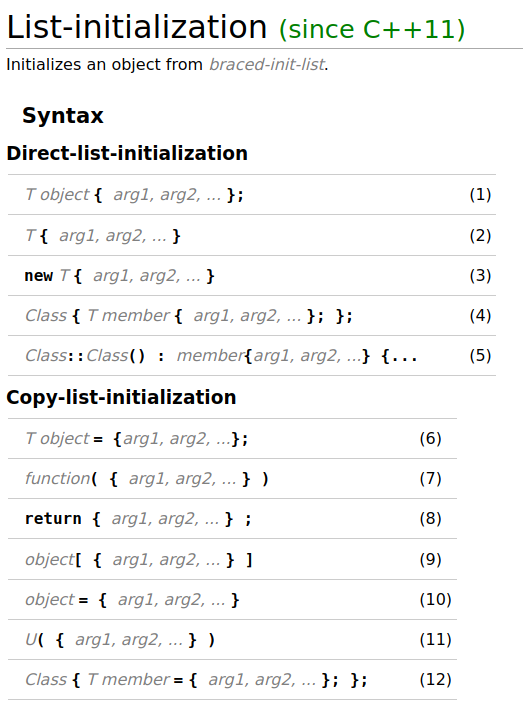 List-initialization (since C++11)
Initializes an object from braced-init-list.
Syntax
Direct-list-initialization
T object { arg1, arg2, ... };	(1)
T { arg1, arg2, ... }	(2)
new T { arg1, arg2, ... }	(3)
Class { T member { arg1, arg2, ... }; };	(4)
Class::Class() : member{arg1, arg2, ...} {...	(5)
Copy-list-initialization
T object = {arg1, arg2, ...};	(6)
function( { arg1, arg2, ... } )	(7)
return { arg1, arg2, ... } ;	(8)
object[ { arg1, arg2, ... } ]	(9)
object = { arg1, arg2, ... }	(10)
U( { arg1, arg2, ... } )	(11)
Class { T member = { arg1, arg2, ... }; };	(12)